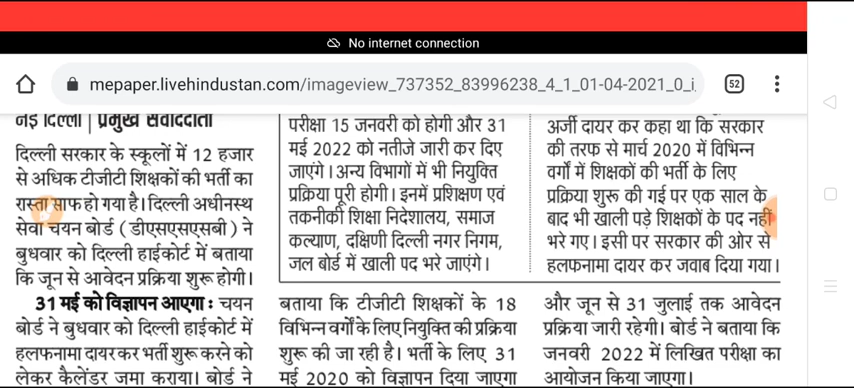 No internet connection
mepaper.livehindustan.com/imageview_737352_83996238_4_1_01-04-2021_0_i
52
नई दिल्ली | प्रमुख संवाददाता
दिल्ली सरकार के स्कूलों में 12 हजार
से अधिक टीजीटी शिक्षकों की भर्ती का
रास्ता साफ हो गया है। दिल्ली अधीनस्थ
सेवा चयन बोर्ड (डीएसएसएसबी) ने
बुधवार को दिल्ली हाईकोर्ट में बताया
कि जून से आवेदन प्रक्रिया शुरू होगी।
31 मई को विज्ञापन आएगा : चयन
बोर्ड ने बुधवार को दिल्ली हाईकोर्ट में
हलफनामा दायर कर भर्ती शुरू करने को
लेकर कैलेंडर जमा कराया। बोर्ड ने
परीक्षा 15 जनवरी को होगी और 31
मई 2022 को नतीजे जारी कर दिए
जाएंगे। अन्य विभागों में भी नियुक्ति
प्रक्रिया पूरी होगी। इनमें प्रशिक्षण एवं
तकनीकी शिक्षा निदेशालय, समाज
कल्याण, दक्षिणी दिल्ली नगर निगम,
जल बोर्ड में खाली पद भरे जाएंगे।
अर्जी दायर कर कहा था कि सरकार
की तरफ से मार्च 2020 में विभिन्न
वर्गों में शिक्षकों की भर्ती के लिए
प्रक्रिया शुरू की गई पर एक साल के
बाद भी खाली पड़े शिक्षकों के पद नहीं
भरे गए। इसी पर सरकार की ओर से
हलफनामा दायर कर जवाब दिया गया।
बताया कि टीजीटी शिक्षकों के 18
विभिन्न वर्गों के लिए नियुक्ति की प्रक्रिया
शुरू की जा रही है। भर्ती के लिए 31
मई 2020 को विज्ञापन दिया जाएगा
और जून से 31 जुलाई तक आवेदन
प्रक्रिया जारी रहेगी। बोर्ड ने बताया कि
जनवरी 2022 में लिखित परीक्षा का
आयोजन किया जाएगा।